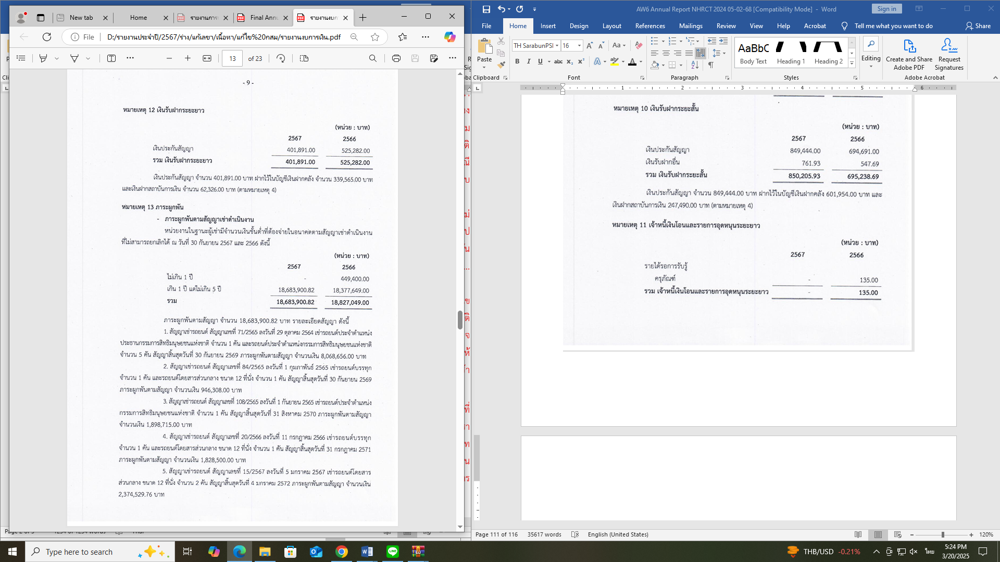 New tab
Home
รายงานการ
Final Annu
รายงานงบก
File
D:/รายงานประจำปี/2567/ร่าง/แก้เลขา/เนื้อหา/แก้ไข%20กสม/รายงานงบการเงิน.pdf
13 of 23
- 9 -
หมายเหตุ 12 เงินรับฝากระยะยาว
(หน่วย : บาท)
2567 2566
เงินประกันสัญญา 401,891.00 525,282.00
รวม เงินรับฝากระยะยาว 401,891.00 525,282.00
เงินประกันสัญญา จำนวน 401,891.00 บาท ฝากไว้ในบัญชีเงินฝากคลัง จำนวน 339,565.00 บาท
และเงินฝากสถาบันการเงิน จำนวน 62,326.00 บาท (ตามหมายเหตุ 4)
หมายเหตุ 13 ภาระผูกพัน
- ภาระผูกพันตามสัญญาเช่าดำเนินงาน
หน่วยงานในฐานะผู้เช่ามีจำนวนเงินขั้นต่ำที่ต้องจ่ายในอนาคตตามสัญญาเช่าดำเนินงาน
ที่ไม่สามารถยกเลิกได้ ณ วันที่ 30 กันยายน 2567 และ 2566 ดังนี้
(หน่วย : บาท)
2567 2566
ไม่เกิน 1 ปี - 449,400.00
เกิน 1 ปี แต่ไม่เกิน 5 ปี 18,683,900.82 18,377,649.00
รวม 18,683,900.82 18,827,049.00
ภาระผูกพันตามสัญญา จำนวน 18,683,900.82 บาท รายละเอียดสัญญา ดังนี้
1. สัญญาเช่ารถยนต์ สัญญาเลขที่ 71/2565 ลงวันที่ 29 ตุลาคม 2564 เช่ารถยนต์ประจำตำแหน่ง
ประธานกรรมการสิทธิมนุษยชนแห่งชาติ จำนวน 1 คัน และรถยนต์ประจำตำแหน่งกรรมการสิทธิมนุษยชนแห่งชาติ
จำนวน 5 คัน สัญญาสิ้นสุดวันที่ 30 กันยายน 2569 ภาระผูกพันตามสัญญา จำนวนเงิน 8,068,656.00 บาท
2. สัญญาเช่ารถยนต์ สัญญาเลขที่ 84/2565 ลงวันที่ 1 กุมภาพันธ์ 2565 เช่ารถยนต์บรรทุก
จำนวน 1 คัน และรถยนต์โดยสารส่วนกลาง ขนาด 12 ที่นั่ง จำนวน 1 คัน สัญญาสิ้นสุดวันที่ 30 กันยายน 2569
ภาระผูกพันตามสัญญา จำนวนเงิน 946,308.00 บาท
3. สัญญาเช่ารถยนต์ สัญญาเลขที่ 108/2565 ลงวันที่ 1 กันยายน 2565 เช่ารถยนต์ประจำตำแหน่ง
กรรมการสิทธิมนุษยชนแห่งชาติ จำนวน 1 คัน สัญญาสิ้นสุดวันที่ 31 สิงหาคม 2570 ภาระผูกพันตามสัญญา
จำนวนเงิน 1,898,715.00 บาท
4. สัญญาเช่ารถยนต์ สัญญาเลขที่ 20/2566 ลงวันที่ 11 กรกฎาคม 2566 เช่ารถยนต์บรรทุก
จำนวน 1 คัน และรถยนต์โดยสารส่วนกลาง ขนาด 12 ที่นั่ง จำนวน 1 คัน สัญญาสิ้นสุดวันที่ 31 กรกฎาคม 2571
ภาระผูกพันตามสัญญา จำนวนเงิน 1,828,500.00 บาท
5. สัญญาเช่ารถยนต์ สัญญาเลขที่ 15/2567 ลงวันที่ 5 มกราคม 2567 เช่ารถยนต์โดยสาร
ส่วนกลาง ขนาด 12 ที่นั่ง จำนวน 2 คัน สัญญาสิ้นสุดวันที่ 4 มกราคม 2572 ภาระผูกพันตามสัญญา จำนวนเงิน
2,374,529.76 บาท
AW6 Annual Report NHRCT 2024 05-02-68 [Compatibility Mode] - Word
Sign in
File Home Insert Design Layout References Mailings Review View Help Acrobat Tell me what you want to do Share
TH SarabunPSI 16
Paste
Clipboard Font Paragraph Styles Adobe Acrobat
AaBbC
Body Text Heading 1 Heading 2
Editing
Create and Share
Adobe PDF
Request
Signatures
1 2 3 4 5 6
หมายเหตุ 10 เงินรับฝากระยะสั้น
(หน่วย : บาท)
2567 2566
เงินประกันสัญญา 849,444.00 694,691.00
เงินรับฝากอื่น 761.93 547.69
รวม เงินรับฝากระยะสั้น 850,205.93 695,238.69
เงินประกันสัญญา จำนวน 849,444.00 บาท ฝากไว้ในบัญชีเงินฝากคลัง 601,954.00 บาท และ
เงินฝากสถาบันการเงิน 247,490.00 บาท (ตามหมายเหตุ 4)
หมายเหตุ 11 เจ้าหนี้เงินโอนและรายการอุดหนุนระยะยาว
(หน่วย : บาท)
2567 2566
รายได้รอการรับรู้
ครุภัณฑ์ - 135.00
รวม เจ้าหนี้เงินโอนและรายการอุดหนุนระยะยาว - 135.00
Page 111 of 116 35617 words English (United States) 120%
Type here to search
THB/USD -0.21%
ไทย
5:24 PM
3/20/2025